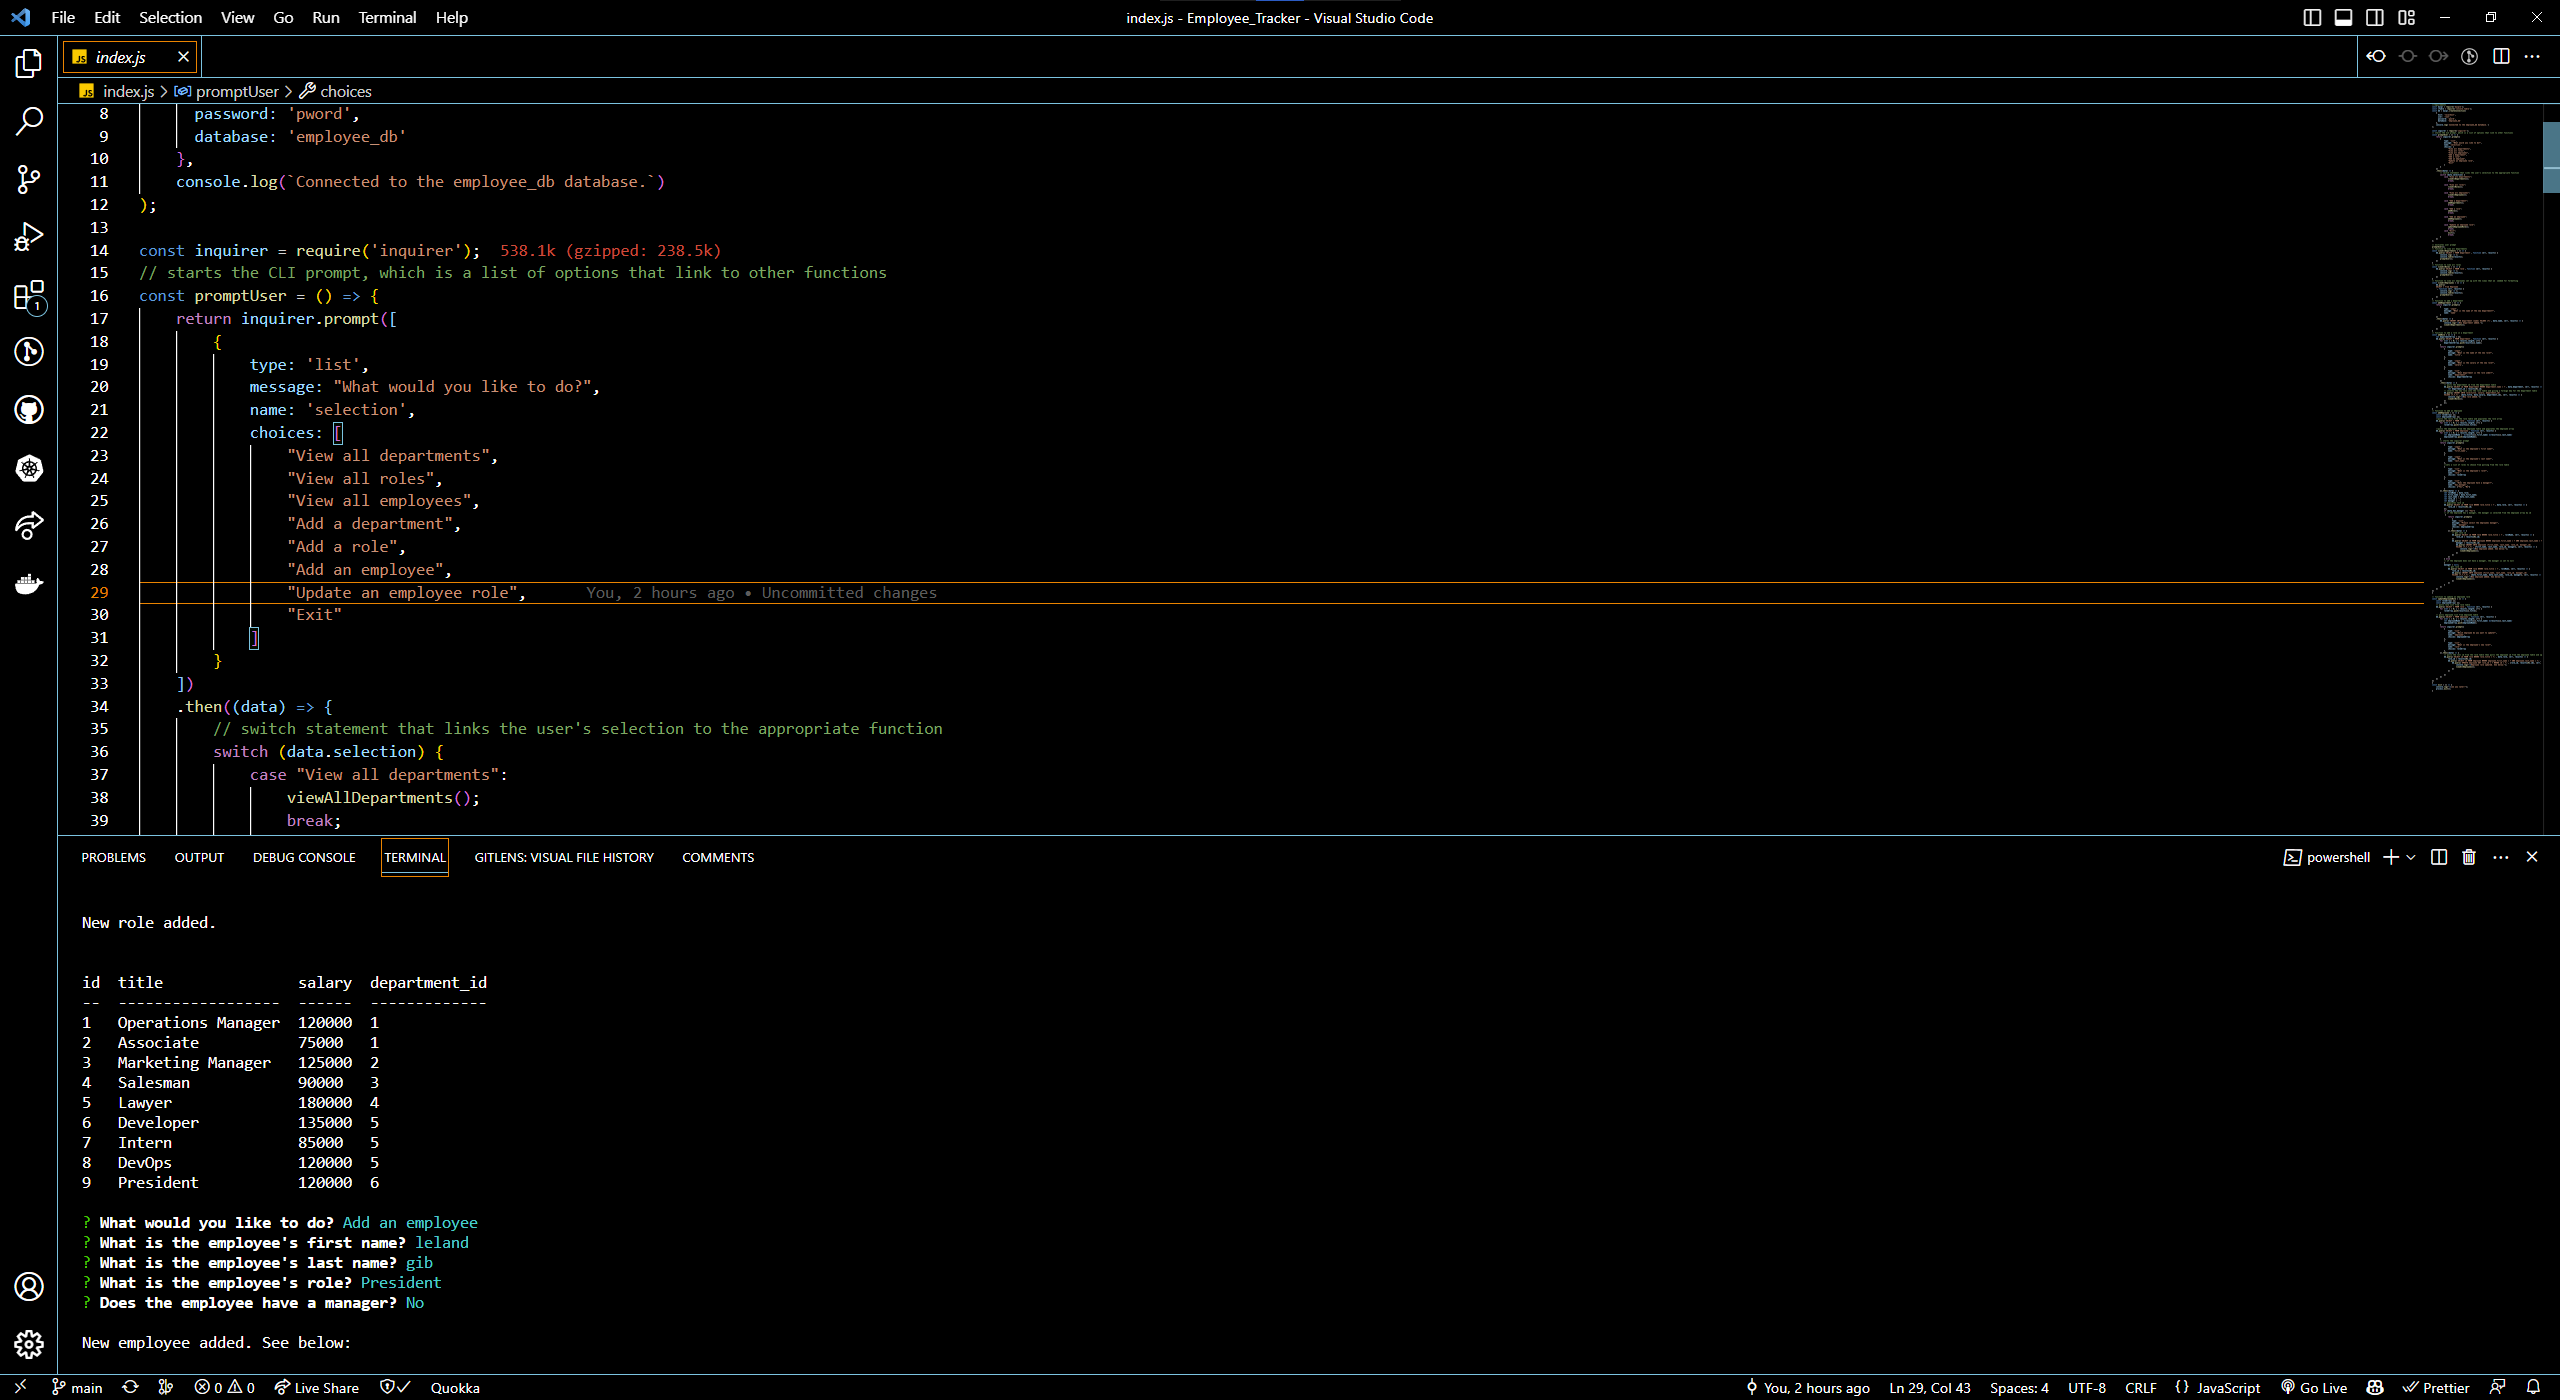 File Edit Selection View Go Run Terminal Help
index.js - Employee_Tracker - Visual Studio Code
JS index.js
JS index.js > promptUser > choices
8 password: 'pword',
9 database: 'employee_db'
10 },
11 console.log(`Connected to the employee_db database.`)
12 );
13
14 const inquirer = require('inquirer'); 538.1k (gzipped: 238.5k)
15 // starts the CLI prompt, which is a list of options that link to other functions
16 const promptUser = () => {
17 return inquirer.prompt([
18 {
19 type: 'list',
20 message: "What would you like to do?",
21 name: 'selection',
22 choices: [
23 "View all departments",
24 "View all roles",
25 "View all employees",
26 "Add a department",
27 "Add a role",
28 "Add an employee",
29 "Update an employee role", You, 2 hours ago • Uncommitted changes
30 "Exit"
31 ]
32 }
33 ])
34 .then((data) => {
35 // switch statement that links the user's selection to the appropriate function
36 switch (data.selection) {
37 case "View all departments":
38 viewAllDepartments();
39 break;
1
PROBLEMS OUTPUT DEBUG CONSOLE TERMINAL GITLENS: VISUAL FILE HISTORY COMMENTS
powershell
New role added.
id title salary department_id
-- ------------------ ------ -------------
1 Operations Manager 120000 1
2 Associate 75000 1
3 Marketing Manager 125000 2
4 Salesman 90000 3
5 Lawyer 180000 4
6 Developer 135000 5
7 Intern 85000 5
8 DevOps 120000 5
9 President 120000 6
? What would you like to do? Add an employee
? What is the employee's first name? leland
? What is the employee's last name? gib
? What is the employee's role? President
? Does the employee have a manager? No
New employee added. See below:
main 0 0 Live Share Quokka
You, 2 hours ago Ln 29, Col 43 Spaces: 4 UTF-8 CRLF {} JavaScript Go Live Prettier